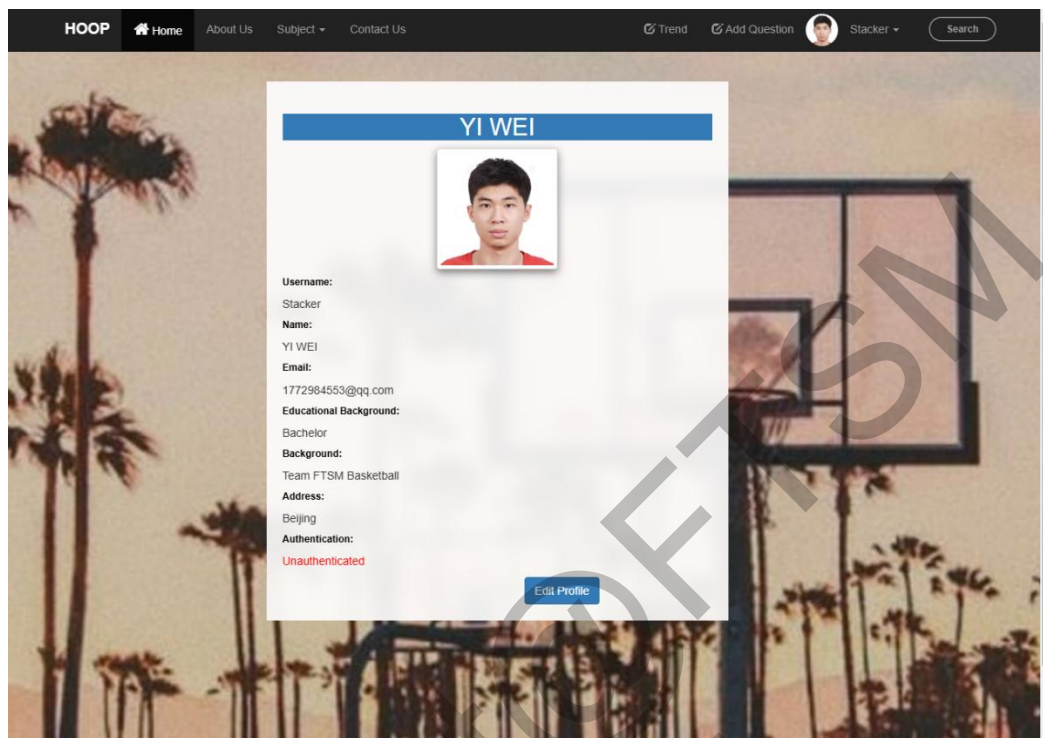 HOOP Home About Us Subject Contact Us Trend Add Question Stacker Search
YI WEI
Username:
Stacker
Name:
YI WEI
Email:
1772984553@qq.com
Educational Background:
Bachelor
Background:
Team FTSM Basketball
Address:
Beijing
Authentication:
Unauthenticated
Edit Profile
FTSM